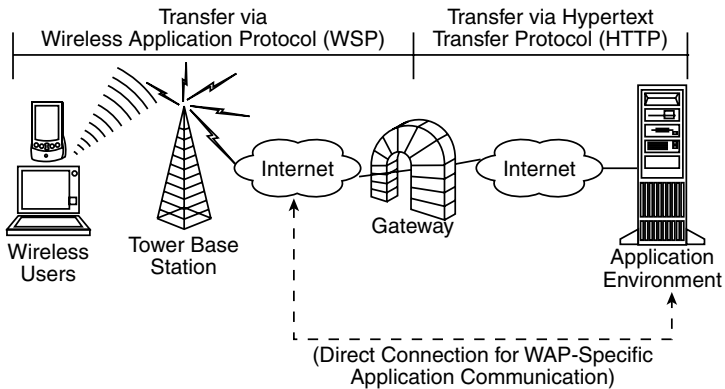 Transfer via
Wireless Application Protocol (WSP)
Transfer via Hypertext
Transfer Protocol (HTTP)
Internet
Internet
Gateway
Wireless
Users
Tower Base
Station
Application
Environment
(Direct Connection for WAP-Specific
Application Communication)